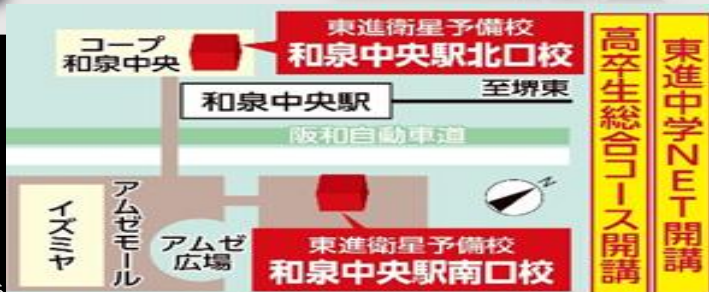 コープ
和泉中央
東進衛星予備校
和泉中央駅北口校
和泉中央駅
至堺東
阪和自動車道
イズミヤ
アムゼモール
アムゼ
広場
N
東進衛星予備校
和泉中央駅南口校
高卒生総合コース開講
東進中学NET開講